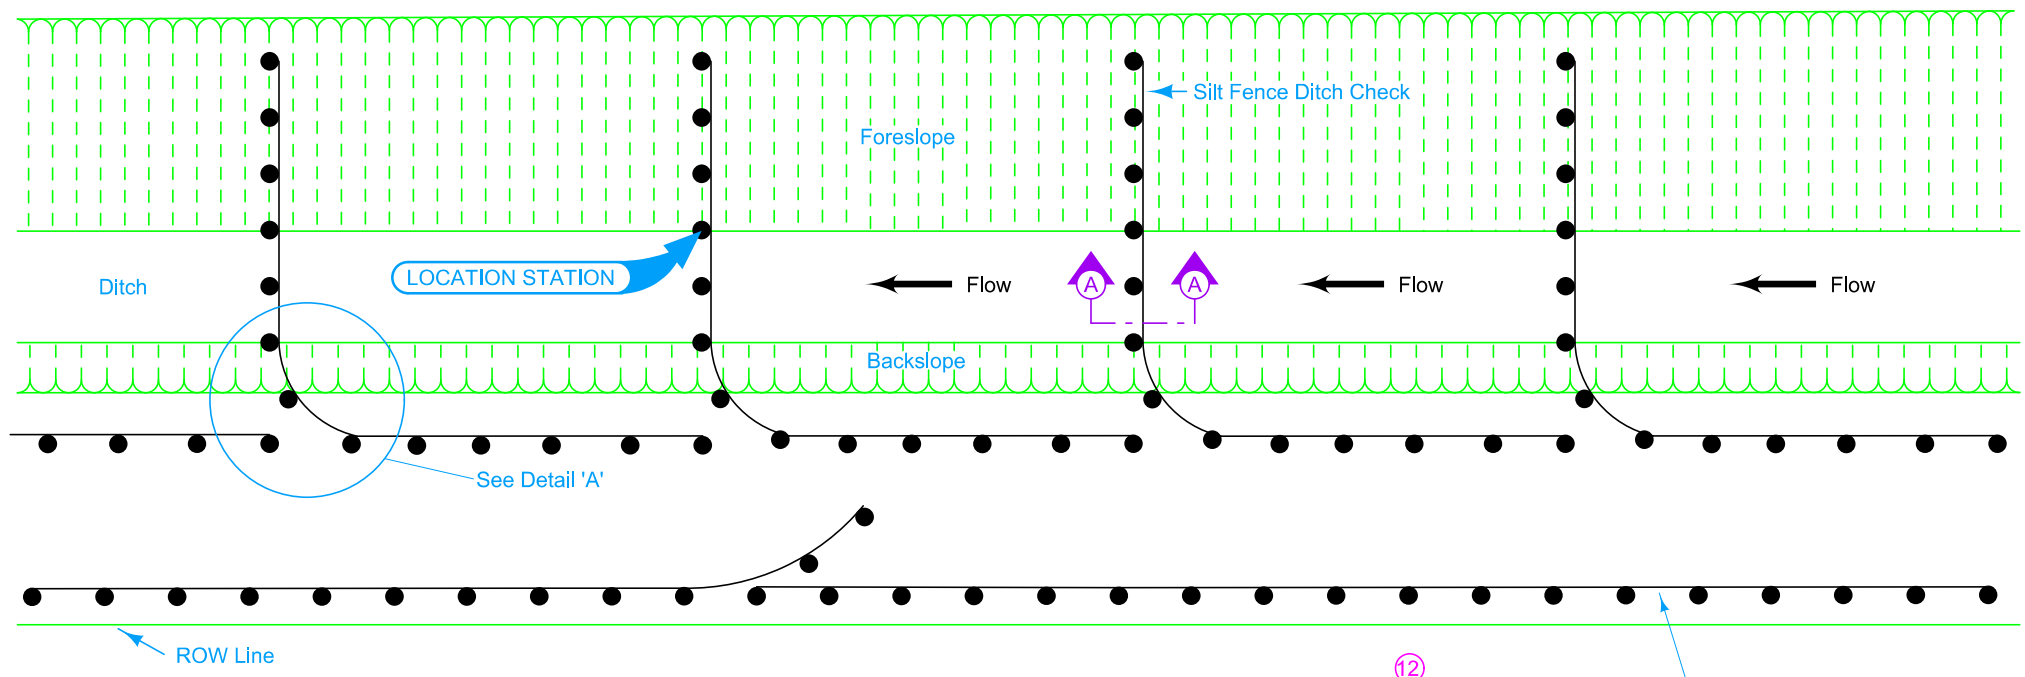 Silt Fence Ditch Check
Foreslope
LOCATION STATION
Ditch
Flow
A
A
Flow
Flow
Backslope
See Detail 'A'
ROW Line
12